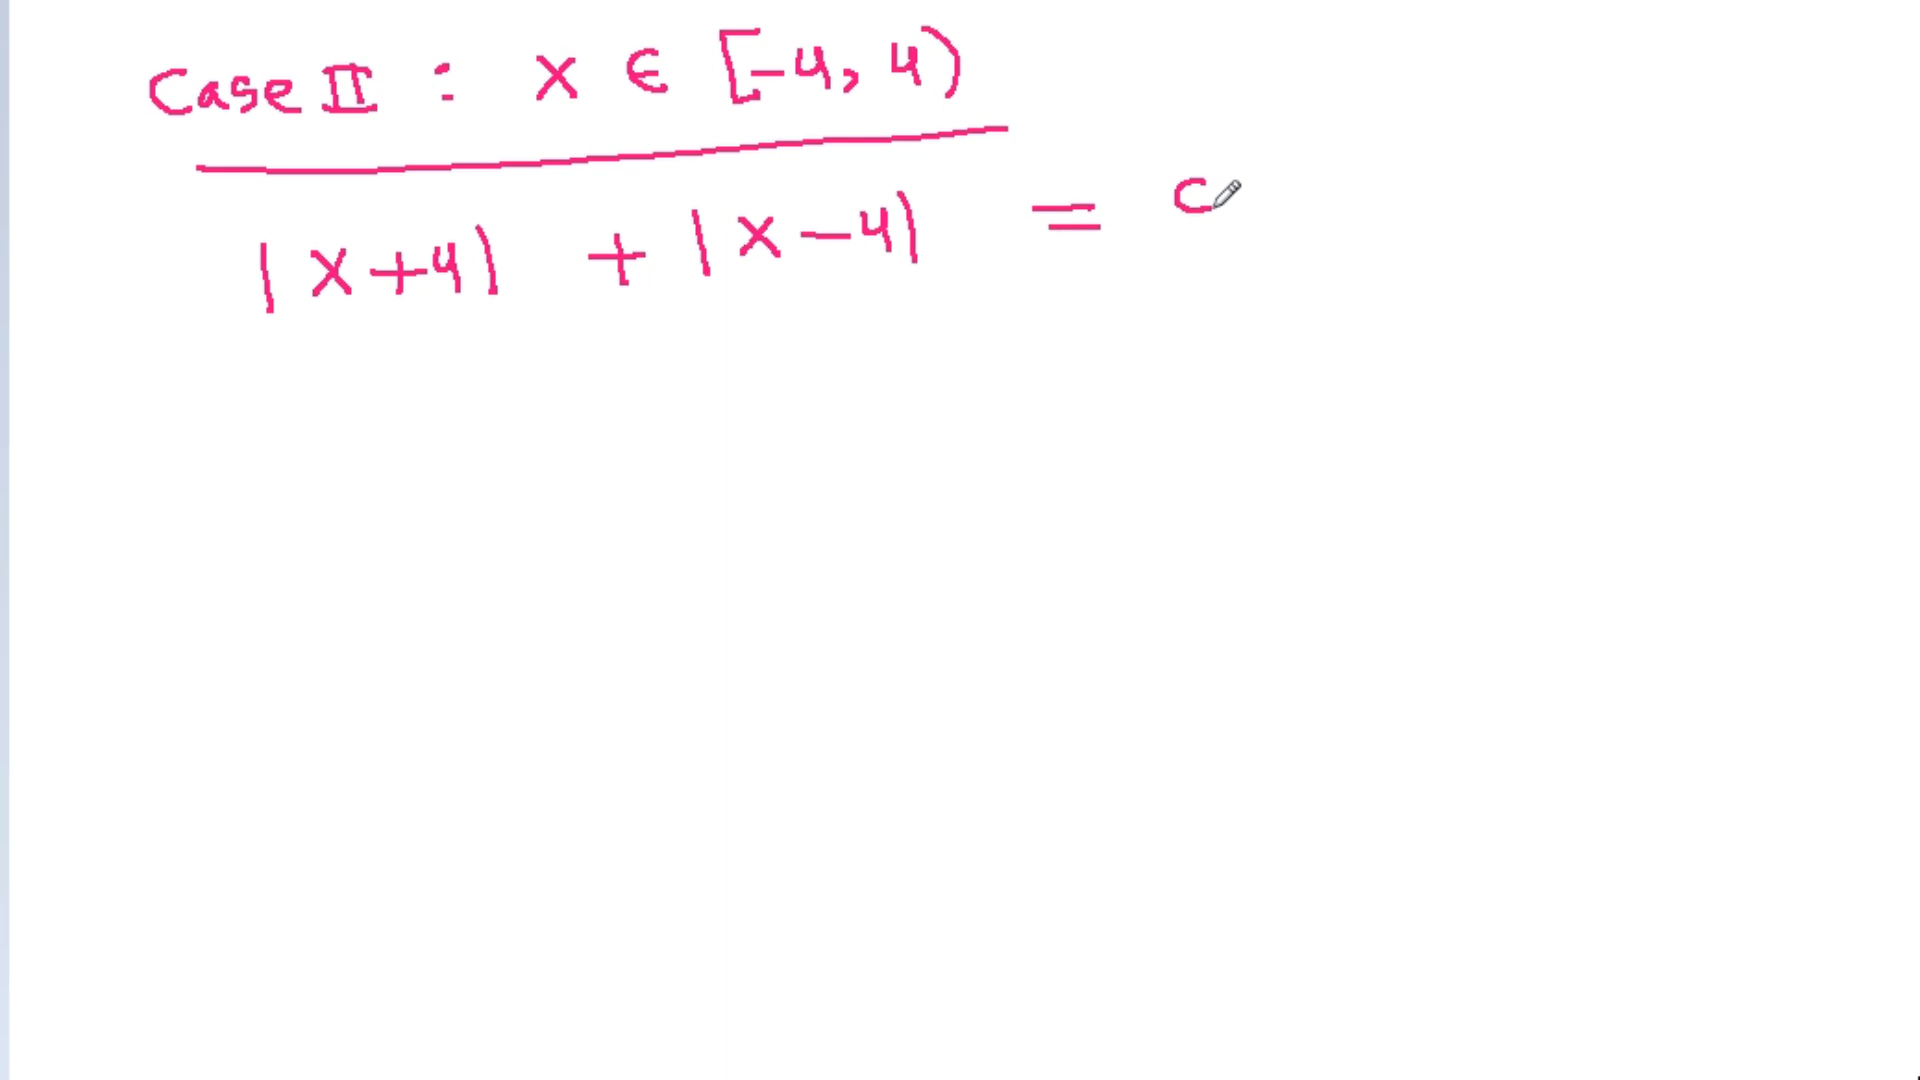 Case II : x ∈ [-4, 4)
|x+4| + |x-4| =